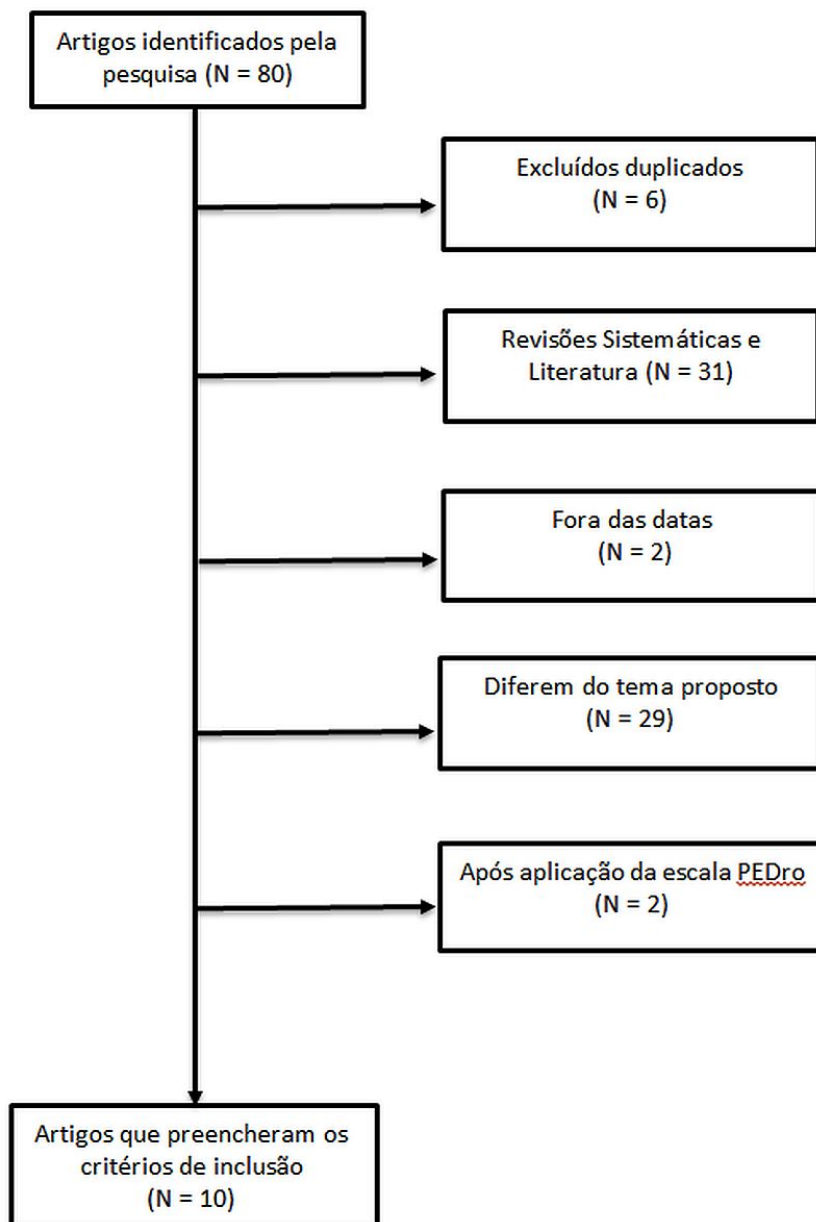 Artigos identificados pela
pesquisa (N = 80)
Excluídos duplicados
(N = 6)
Revisões Sistemáticas e
Literatura (N = 31)
Fora das datas
(N = 2)
Diferem do tema proposto
(N = 29)
Após aplicação da escala PEDro
(N = 2)
Artigos que preencheram os
critérios de inclusão
(N = 10)